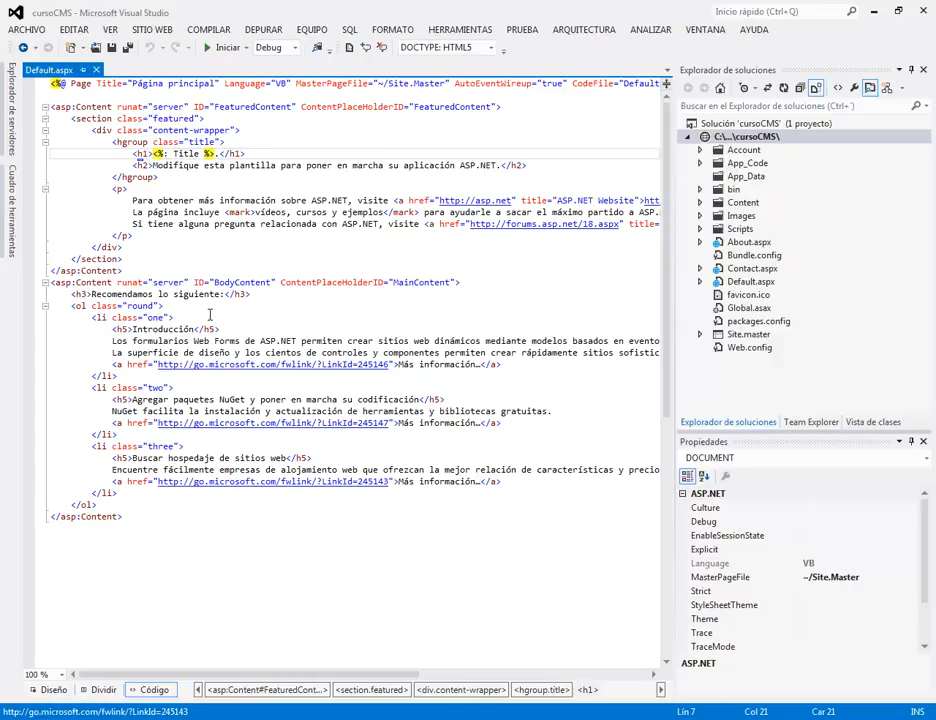 cursoCMS - Microsoft Visual Studio
Inicio rápido (Ctrl+Q)
ARCHIVO EDITAR VER SITIO WEB COMPILAR DEPURAR EQUIPO SQL FORMATO HERRAMIENTAS PRUEBA ARQUITECTURA ANALIZAR VENTANA AYUDA
Iniciar Debug DOCTYPE: HTML5
Explorador de servidores
Cuadro de herramientas
Default.aspx
<%@ Page Title="Página principal" Language="VB" MasterPageFile="~/Site.Master" AutoEventWireup="true" CodeFile="Default
<asp:Content runat="server" ID="FeaturedContent" ContentPlaceHolderID="FeaturedContent">
<section class="featured">
<div class="content-wrapper">
<hgroup class="title">
<h1><%: Title %>.</h1>
<h2>Modifique esta plantilla para poner en marcha su aplicación ASP.NET.</h2>
</hgroup>
<p>
Para obtener más información sobre ASP.NET, visite <a href="http://asp.net" title="ASP.NET Website">htt
La página incluye <mark>vídeos, cursos y ejemplos</mark> para ayudarle a sacar el máximo partido a ASP.
Si tiene alguna pregunta relacionada con ASP.NET, visite <a href="http://forums.asp.net/18.aspx" title=
</p>
</div>
</section>
</asp:Content>
<asp:Content runat="server" ID="BodyContent" ContentPlaceHolderID="MainContent">
<h3>Recomendamos lo siguiente:</h3>
<ol class="round">
<li class="one">
<h5>Introducción</h5>
Los formularios Web Forms de ASP.NET permiten crear sitios web dinámicos mediante modelos basados en evento
La superficie de diseño y los cientos de controles y componentes permiten crear rápidamente sitios sofistic
<a href="http://go.microsoft.com/fwlink/?LinkId=245146">Más información…</a>
</li>
<li class="two">
<h5>Agregar paquetes NuGet y poner en marcha su codificación</h5>
NuGet facilita la instalación y actualización de herramientas y bibliotecas gratuitas.
<a href="http://go.microsoft.com/fwlink/?LinkId=245147">Más información…</a>
</li>
<li class="three">
<h5>Buscar hospedaje de sitios web</h5>
Encuentre fácilmente empresas de alojamiento web que ofrezcan la mejor relación de características y precio
<a href="http://go.microsoft.com/fwlink/?LinkId=245143">Más información…</a>
</li>
</ol>
</asp:Content>
100 %
Diseño Dividir Código <asp:Content#FeaturedCont...> <section.featured> <div.content-wrapper> <hgroup.title> <h1>
Explorador de soluciones
Buscar en el Explorador de soluciones (Ctrl+´)
Solución 'cursoCMS' (1 proyecto)
C:\...\cursoCMS\
Account
App_Code
App_Data
bin
Content
Images
Scripts
About.aspx
Bundle.config
Contact.aspx
Default.aspx
favicon.ico
Global.asax
packages.config
Site.master
Web.config
Explorador de soluciones Team Explorer Vista de clases
Propiedades
DOCUMENT
ASP.NET
Culture
Debug
EnableSessionState
Explicit
Language VB
MasterPageFile ~/Site.Master
Strict
StyleSheetTheme
Theme
Trace
TraceMode
ASP.NET
http://go.microsoft.com/fwlink/?LinkId=245143 Lín 7 Col 21 Car 21 INS